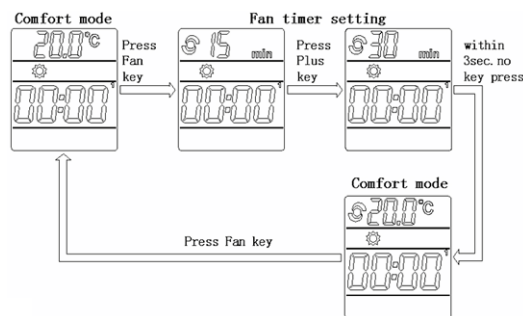 Comfort mode
Fan timer setting
20.0°C
Press
Fan
key
15 min
Press
Plus
key
30 min
within
3sec. no
key press
00:00
00:00
00:00
Comfort mode
20.0°C
Press Fan key
00:00